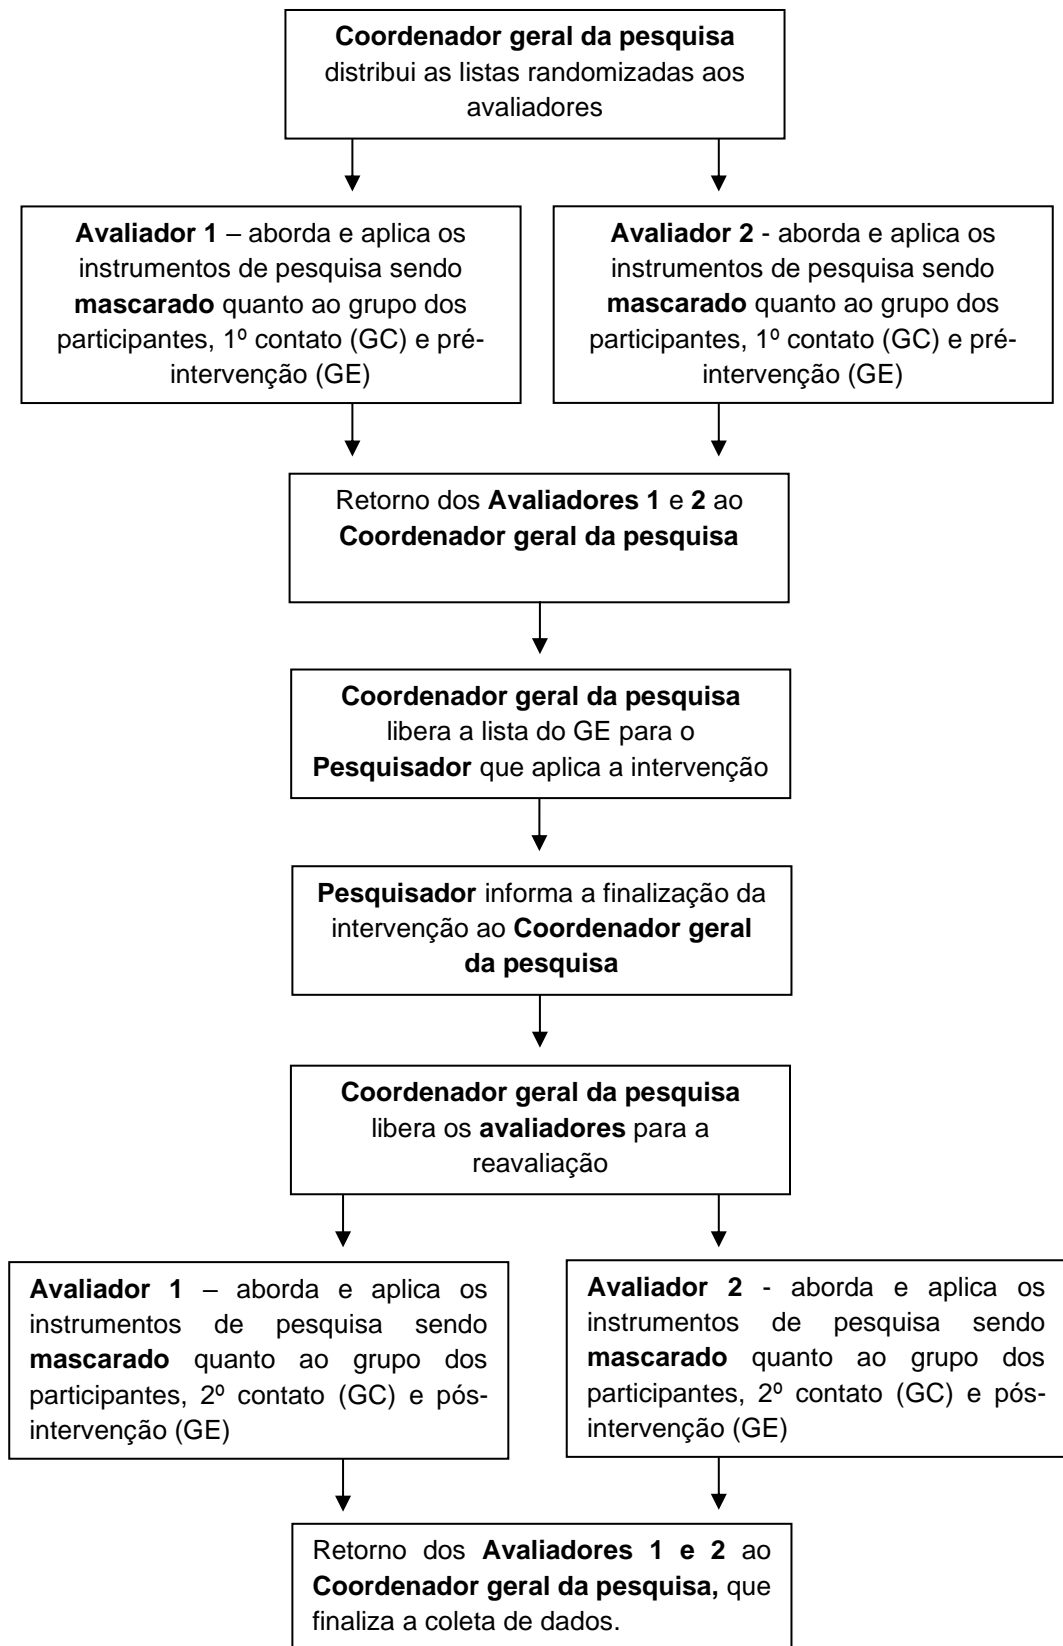 Coordenador geral da pesquisa
distribui as listas randomizadas aos
avaliadores
Avaliador 1 – aborda e aplica os
instrumentos de pesquisa sendo
mascarado quanto ao grupo dos
participantes, 1º contato (GC) e pré-
intervenção (GE)
Avaliador 2 - aborda e aplica os
instrumentos de pesquisa sendo
mascarado quanto ao grupo dos
participantes, 1º contato (GC) e pré-
intervenção (GE)
Retorno dos Avaliadores 1 e 2 ao
Coordenador geral da pesquisa
Coordenador geral da pesquisa
libera a lista do GE para o
Pesquisador que aplica a intervenção
Pesquisador informa a finalização da
intervenção ao Coordenador geral
da pesquisa
Coordenador geral da pesquisa
libera os avaliadores para a
reavaliação
Avaliador 1 – aborda e aplica os
instrumentos de pesquisa sendo
mascarado quanto ao grupo dos
participantes, 2º contato (GC) e pós-
intervenção (GE)
Avaliador 2 - aborda e aplica os
instrumentos de pesquisa sendo
mascarado quanto ao grupo dos
participantes, 2º contato (GC) e pós-
intervenção (GE)
Retorno dos Avaliadores 1 e 2 ao
Coordenador geral da pesquisa, que
finaliza a coleta de dados.